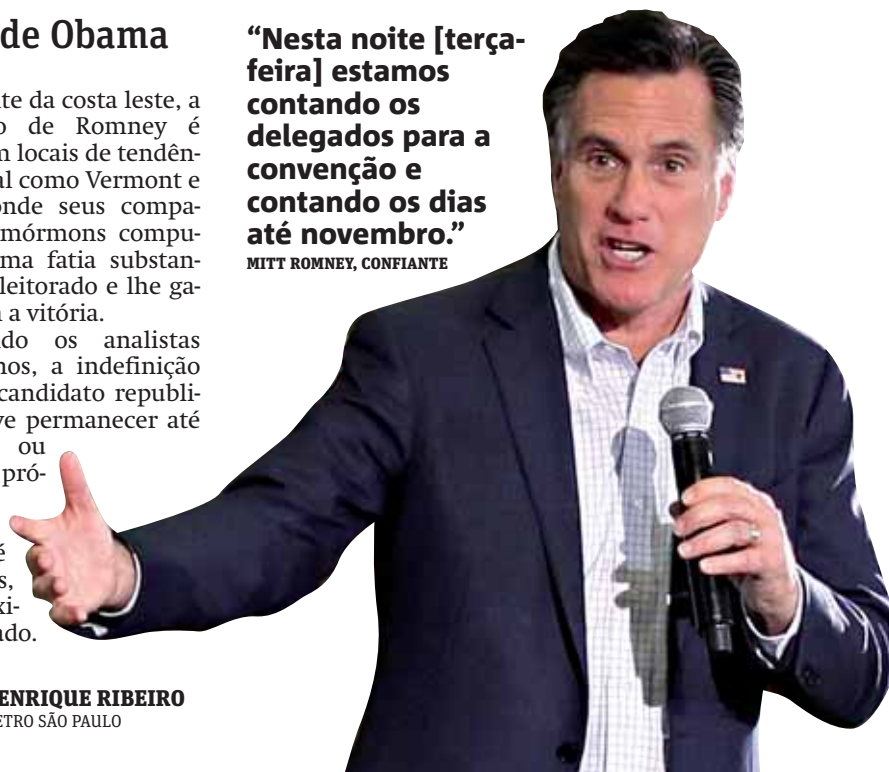 de Obama
te da costa leste, a
o de Romney é
m locais de tendên-
al como Vermont e
onde seus compa-
mórmons compu-
ma fatia substan-
leitorado e lhe ga-
m a vitória.
ndo os analistas
nos, a indefinição
candidato republi-
ve permanecer até
ou
pró-
é
s,
xi-
ado.
ENRIQUE RIBEIRO
ETRO SÃO PAULO
“Nesta noite [terça-
feira] estamos
contando os
delegados para a
convenção e
contando os dias
até novembro.”
MITT ROMNEY, CONFIANTE